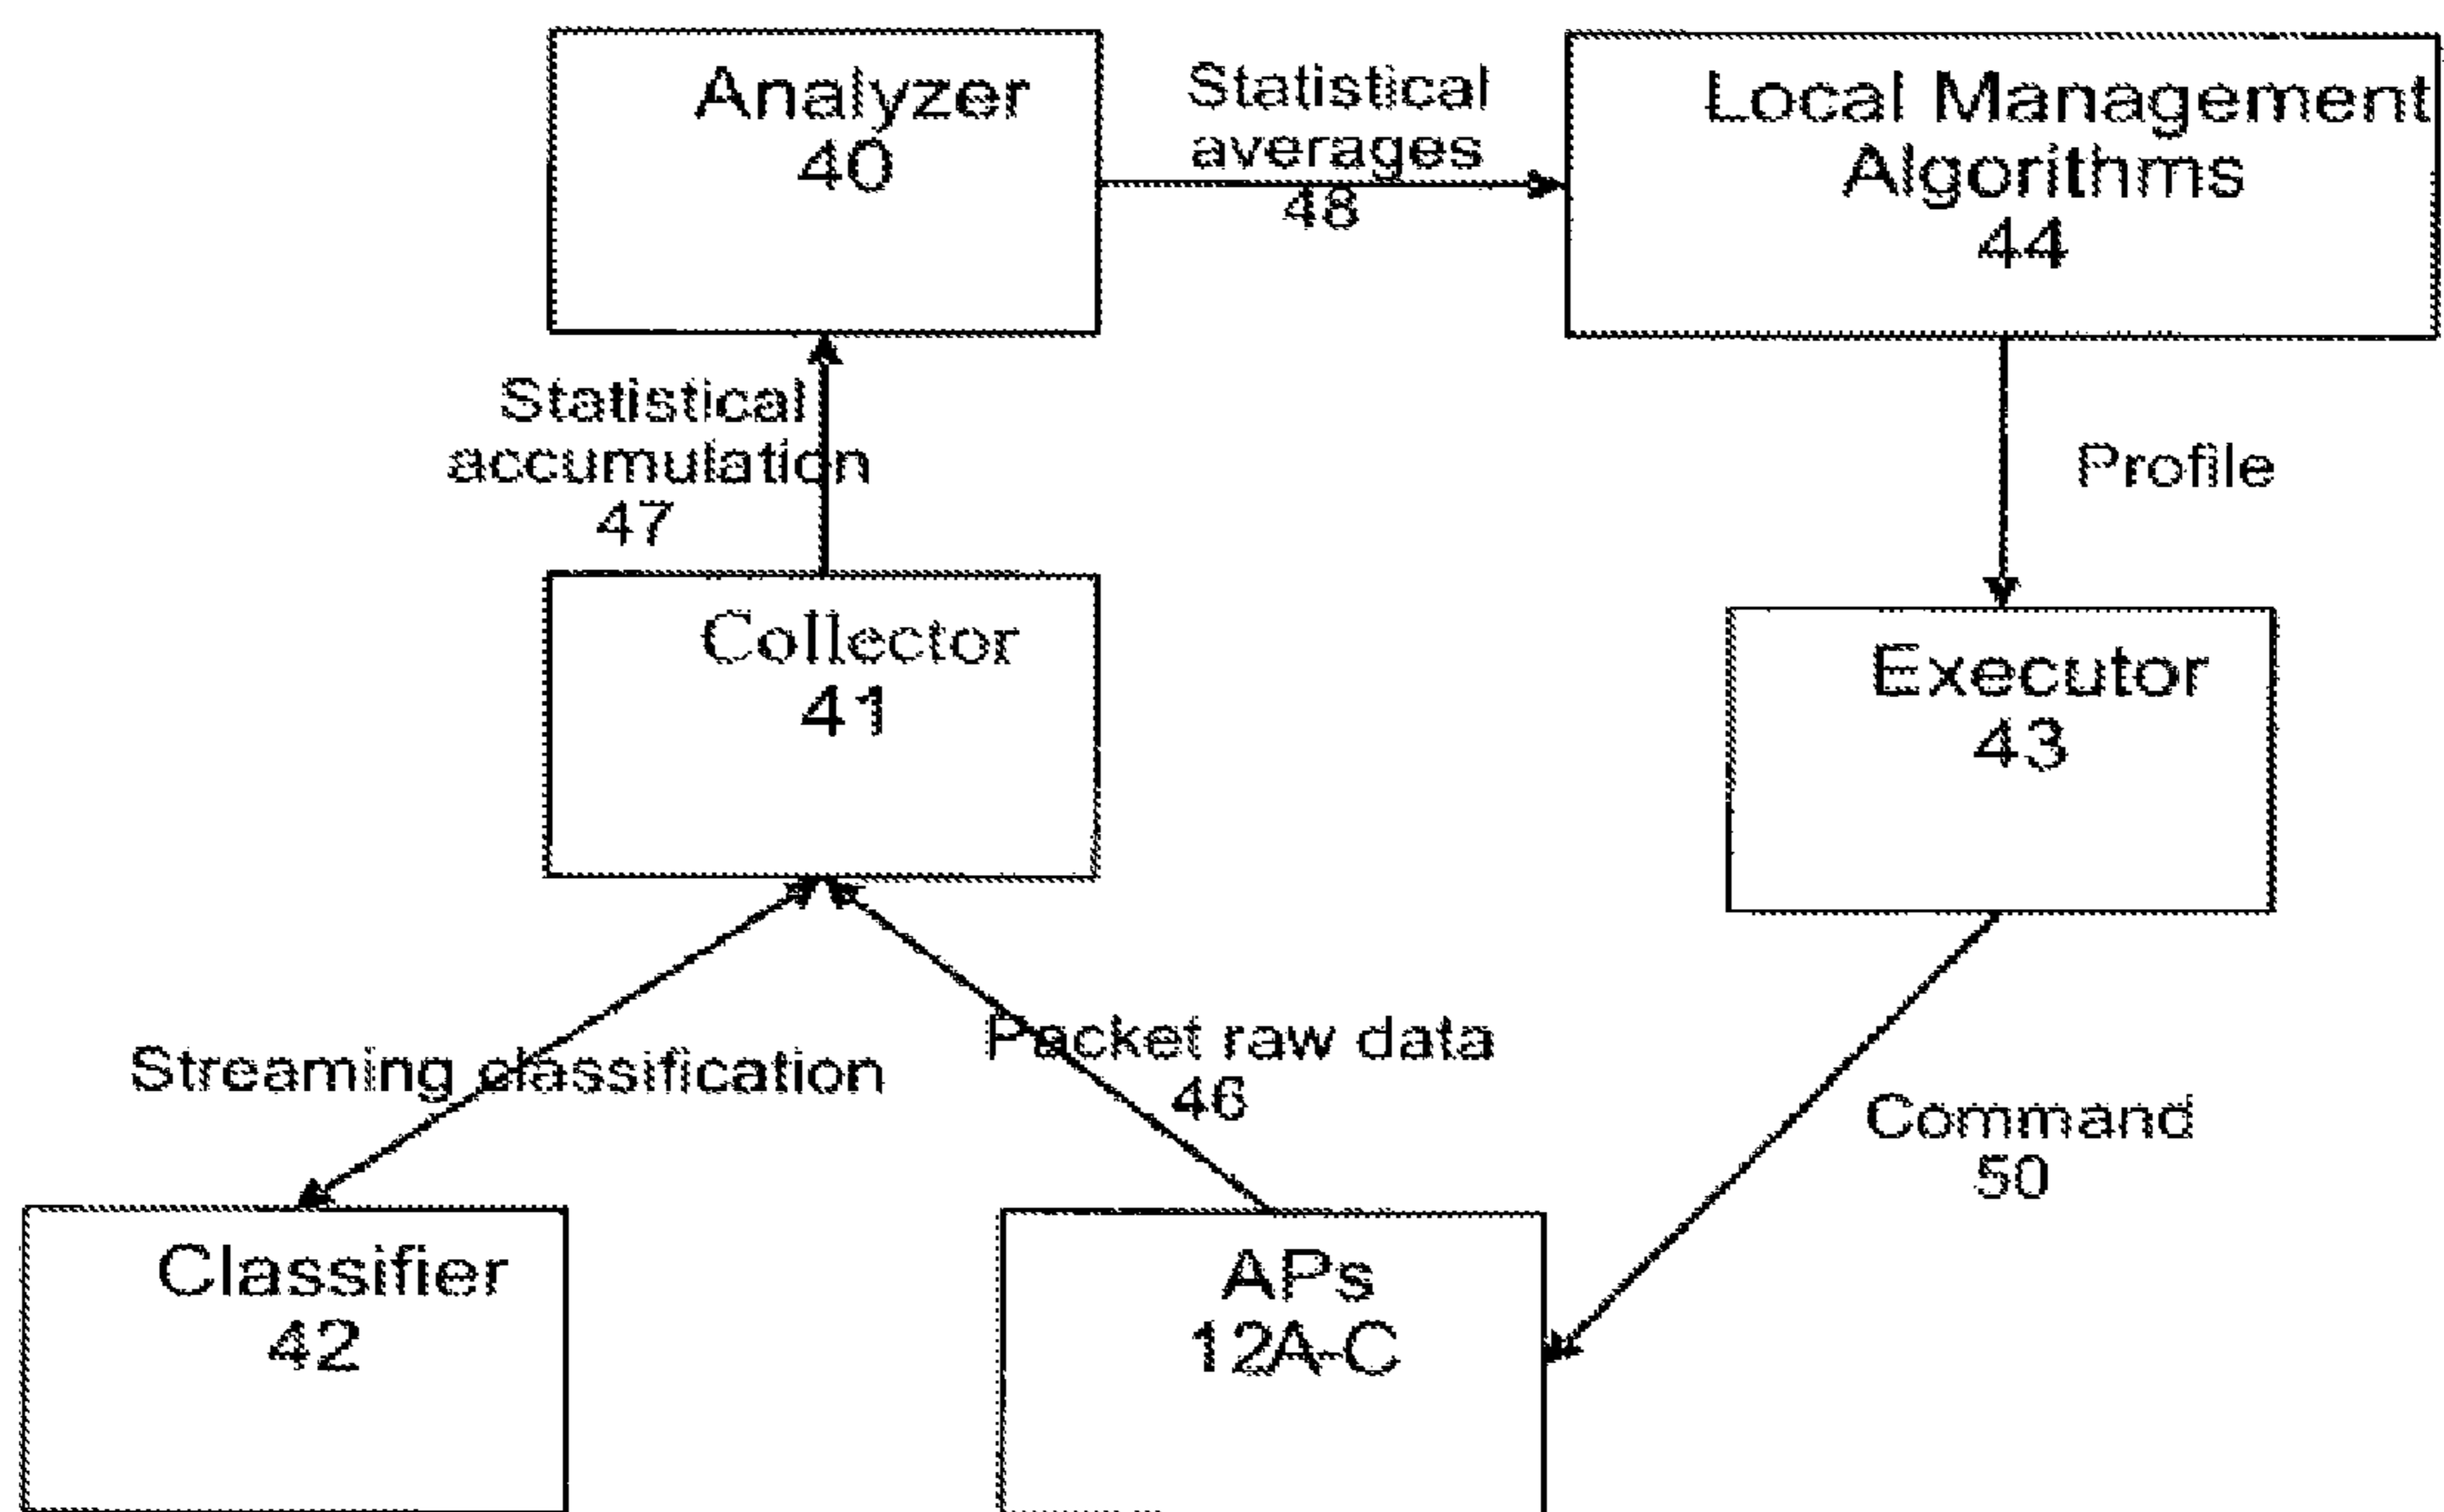 Analyzer
40
Statistical
averages
48
Local Management
Algorithms
44
Statistical
accumulation
47
Profile
Collector
41
Executor
43
Packet raw data
46
Streaming classification
Command
50
Classifier
42
APs
12A-C